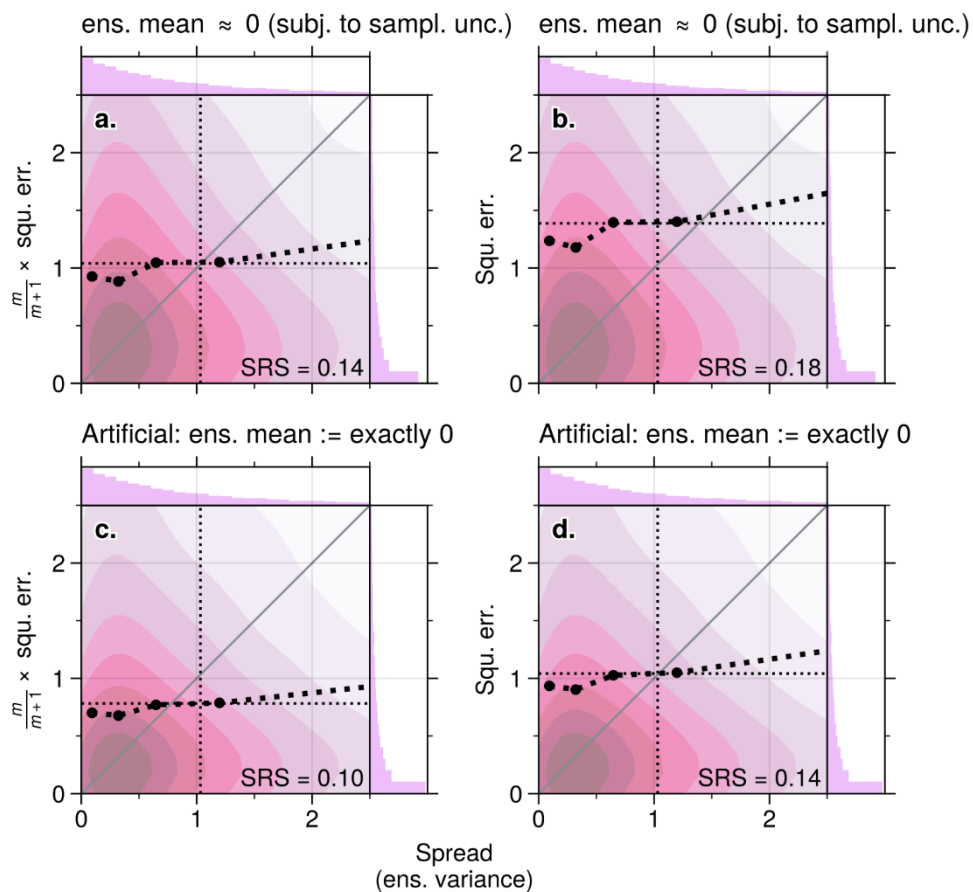 ens. mean ≈ 0 (subj. to sampl. unc.)
ens. mean ≈ 0 (subj. to sampl. unc.)
a.
2
1
0
m/m+1 × squ. err.
SRS = 0.14
b.
2
1
0
Squ. err.
SRS = 0.18
Artificial: ens. mean := exactly 0
Artificial: ens. mean := exactly 0
c.
2
1
0
m/m+1 × squ. err.
SRS = 0.10
0 1 2
d.
2
1
0
Squ. err.
SRS = 0.14
0 1 2
Spread
(ens. variance)